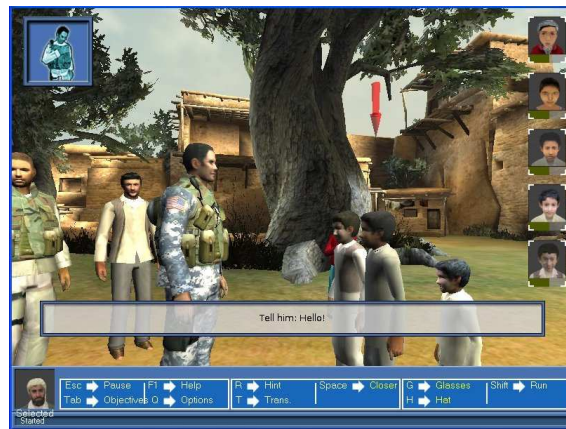 Tell him: Hello!
Esc Pause F1 Help R Hint Space Closer G Glasses Shift Run
Tab Objectives Q Options T Trans. H Hat
Selected
Started